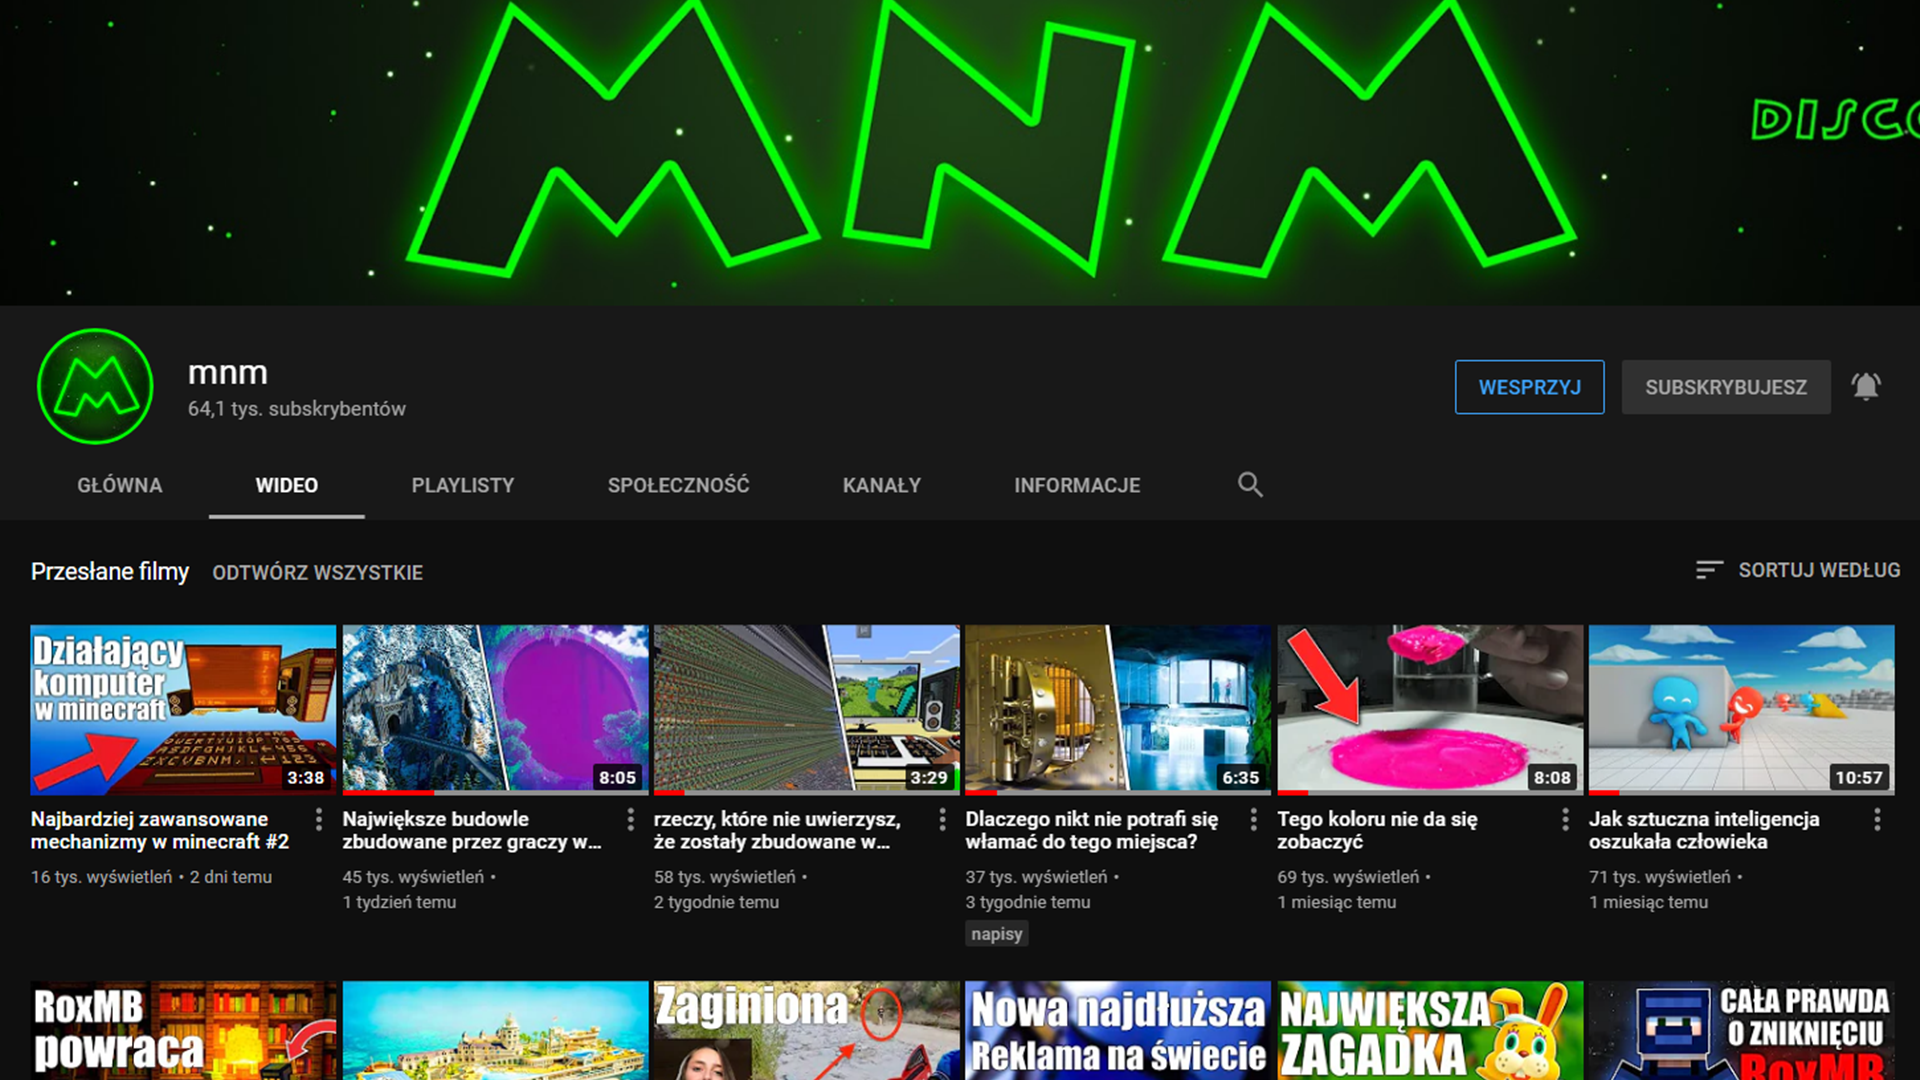 MNM
mnm
64,1 tys. subskrybentów
WESPRZYJ
SUBSKRYBUJESZ
GŁÓWNA
WIDEO
PLAYLISTY
SPOŁECZNOŚĆ
KANAŁY
INFORMACJE
Przesłane filmy
ODTWÓRZ WSZYSTKIE
SORTUJ WEDŁUG
Działający
komputer
w minecraft
3:38
8:05
3:29
6:35
8:08
10:57
Najbardziej zawansowane
mechanizmy w minecraft #2
16 tys. wyświetleń • 2 dni temu
Największe budowle
zbudowane przez graczy w...
45 tys. wyświetleń •
1 tydzień temu
rzeczy, które nie uwierzysz,
że zostały zbudowane w...
58 tys. wyświetleń •
2 tygodnie temu
Dlaczego nikt nie potrafi się
włamać do tego miejsca?
37 tys. wyświetleń •
3 tygodnie temu
napisy
Tego koloru nie da się
zobaczyć
69 tys. wyświetleń •
1 miesiąc temu
Jak sztuczna inteligencja
oszukała człowieka
71 tys. wyświetleń •
1 miesiąc temu
RoxMB
powraca
Zaginiona
Nowa najdłuższa
Reklama na świecie
NAJWIĘKSZA
ZAGADKA
CAŁA PRAWDA
O ZNIKNIĘCIU
RoxMB